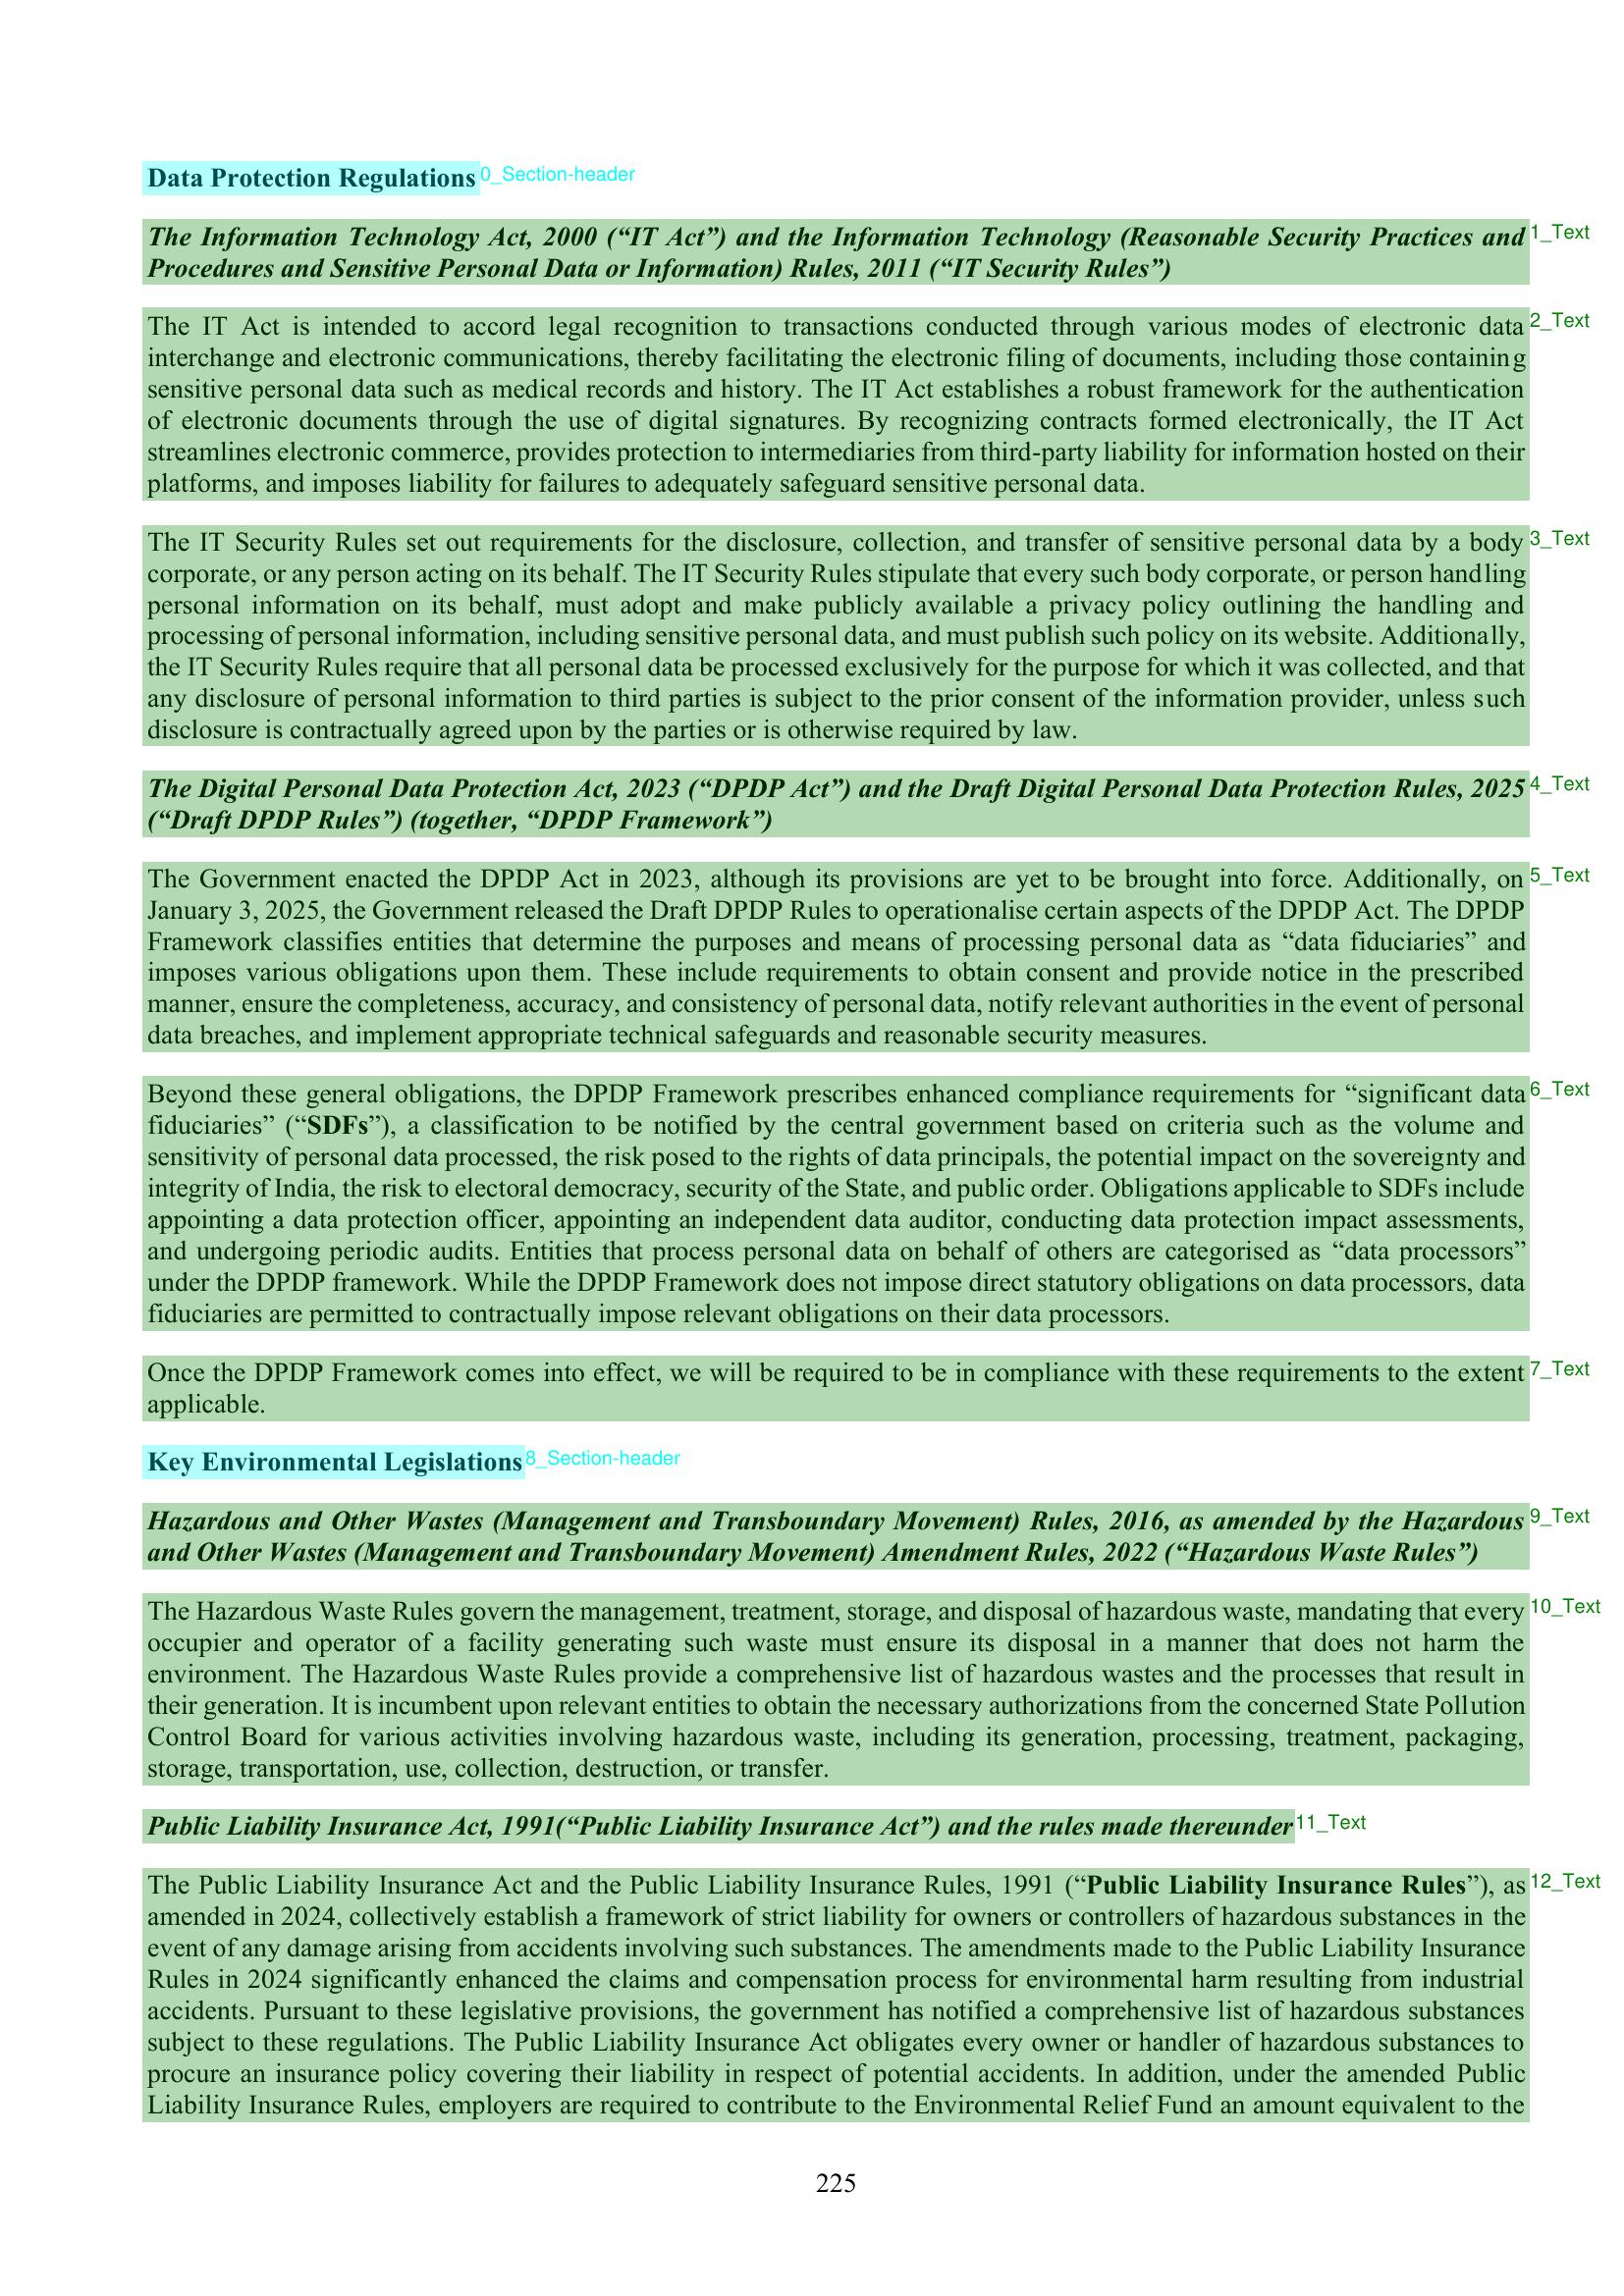 Data Protection Regulations 0_Section-header
The Information Technology Act, 2000 (“IT Act”) and the Information Technology (Reasonable Security Practices and 1_Text
Procedures and Sensitive Personal Data or Information) Rules, 2011 (“IT Security Rules”)
The IT Act is intended to accord legal recognition to transactions conducted through various modes of electronic data 2_Text
interchange and electronic communications, thereby facilitating the electronic filing of documents, including those containing
sensitive personal data such as medical records and history. The IT Act establishes a robust framework for the authentication
of electronic documents through the use of digital signatures. By recognizing contracts formed electronically, the IT Act
streamlines electronic commerce, provides protection to intermediaries from third-party liability for information hosted on their
platforms, and imposes liability for failures to adequately safeguard sensitive personal data.
The IT Security Rules set out requirements for the disclosure, collection, and transfer of sensitive personal data by a body 3_Text
corporate, or any person acting on its behalf. The IT Security Rules stipulate that every such body corporate, or person handling
personal information on its behalf, must adopt and make publicly available a privacy policy outlining the handling and
processing of personal information, including sensitive personal data, and must publish such policy on its website. Additionally,
the IT Security Rules require that all personal data be processed exclusively for the purpose for which it was collected, and that
any disclosure of personal information to third parties is subject to the prior consent of the information provider, unless such
disclosure is contractually agreed upon by the parties or is otherwise required by law.
The Digital Personal Data Protection Act, 2023 (“DPDP Act”) and the Draft Digital Personal Data Protection Rules, 2025 4_Text
(“Draft DPDP Rules”) (together, “DPDP Framework”)
The Government enacted the DPDP Act in 2023, although its provisions are yet to be brought into force. Additionally, on 5_Text
January 3, 2025, the Government released the Draft DPDP Rules to operationalise certain aspects of the DPDP Act. The DPDP
Framework classifies entities that determine the purposes and means of processing personal data as “data fiduciaries” and
imposes various obligations upon them. These include requirements to obtain consent and provide notice in the prescribed
manner, ensure the completeness, accuracy, and consistency of personal data, notify relevant authorities in the event of personal
data breaches, and implement appropriate technical safeguards and reasonable security measures.
Beyond these general obligations, the DPDP Framework prescribes enhanced compliance requirements for “significant data 6_Text
fiduciaries” (“SDFs”), a classification to be notified by the central government based on criteria such as the volume and
sensitivity of personal data processed, the risk posed to the rights of data principals, the potential impact on the sovereignty and
integrity of India, the risk to electoral democracy, security of the State, and public order. Obligations applicable to SDFs include
appointing a data protection officer, appointing an independent data auditor, conducting data protection impact assessments,
and undergoing periodic audits. Entities that process personal data on behalf of others are categorised as “data processors”
under the DPDP framework. While the DPDP Framework does not impose direct statutory obligations on data processors, data
fiduciaries are permitted to contractually impose relevant obligations on their data processors.
Once the DPDP Framework comes into effect, we will be required to be in compliance with these requirements to the extent 7_Text
applicable.
Key Environmental Legislations 8_Section-header
Hazardous and Other Wastes (Management and Transboundary Movement) Rules, 2016, as amended by the Hazardous 9_Text
and Other Wastes (Management and Transboundary Movement) Amendment Rules, 2022 (“Hazardous Waste Rules”)
The Hazardous Waste Rules govern the management, treatment, storage, and disposal of hazardous waste, mandating that every 10_Text
occupier and operator of a facility generating such waste must ensure its disposal in a manner that does not harm the
environment. The Hazardous Waste Rules provide a comprehensive list of hazardous wastes and the processes that result in
their generation. It is incumbent upon relevant entities to obtain the necessary authorizations from the concerned State Pollution
Control Board for various activities involving hazardous waste, including its generation, processing, treatment, packaging,
storage, transportation, use, collection, destruction, or transfer.
Public Liability Insurance Act, 1991(“Public Liability Insurance Act”) and the rules made thereunder 11_Text
The Public Liability Insurance Act and the Public Liability Insurance Rules, 1991 (“Public Liability Insurance Rules”), as 12_Text
amended in 2024, collectively establish a framework of strict liability for owners or controllers of hazardous substances in the
event of any damage arising from accidents involving such substances. The amendments made to the Public Liability Insurance
Rules in 2024 significantly enhanced the claims and compensation process for environmental harm resulting from industrial
accidents. Pursuant to these legislative provisions, the government has notified a comprehensive list of hazardous substances
subject to these regulations. The Public Liability Insurance Act obligates every owner or handler of hazardous substances to
procure an insurance policy covering their liability in respect of potential accidents. In addition, under the amended Public
Liability Insurance Rules, employers are required to contribute to the Environmental Relief Fund an amount equivalent to the
225